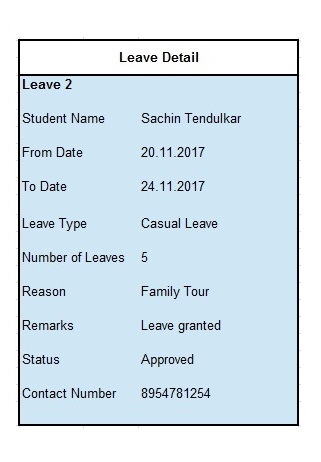 Leave Detail
Leave 2
Student Name Sachin Tendulkar
From Date 20.11.2017
To Date 24.11.2017
Leave Type Casual Leave
Number of Leaves 5
Reason Family Tour
Remarks Leave granted
Status Approved
Contact Number 8954781254